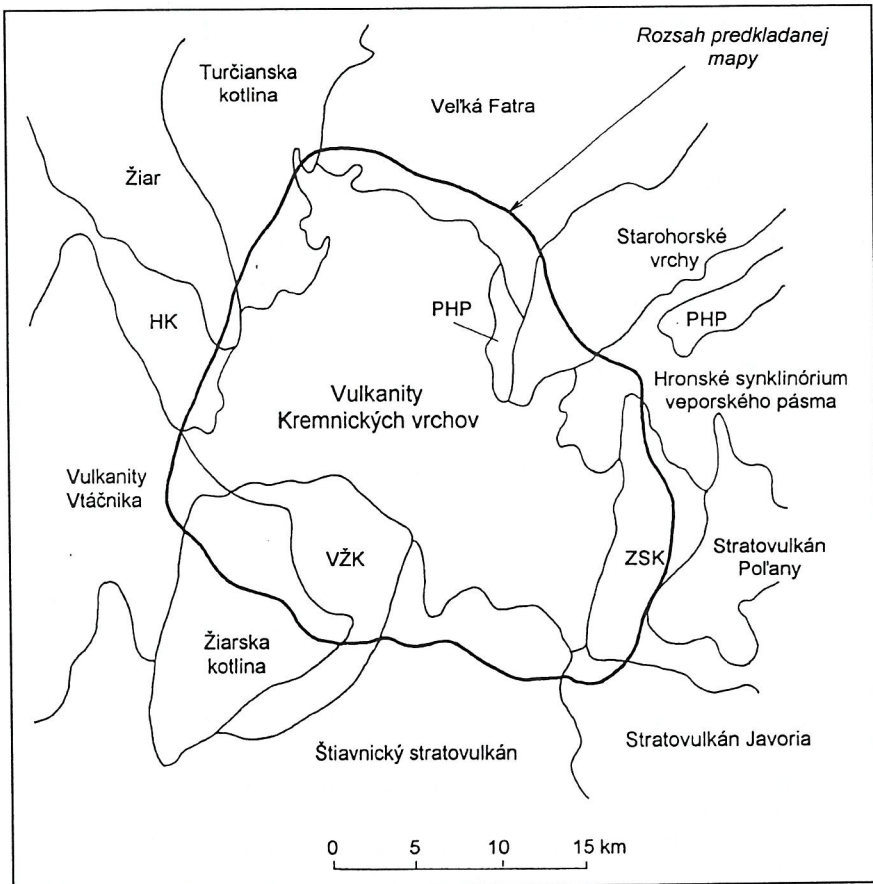 Rozsah predkladanej
mapy
Turčianska
kotlina
Veľká Fatra
Žiar
Starohorské
vrchy
HK
PHP
PHP
Hronské synklinórium
veporského pásma
Vulkanity
Kremnických vrchov
Vulkanity
Vtáčnika
VŽK
ZSK
Stratovulkán
Poľany
Žiarska
kotlina
Štiavnický stratovulkán
Stratovulkán Javoria
0 5 10 15 km